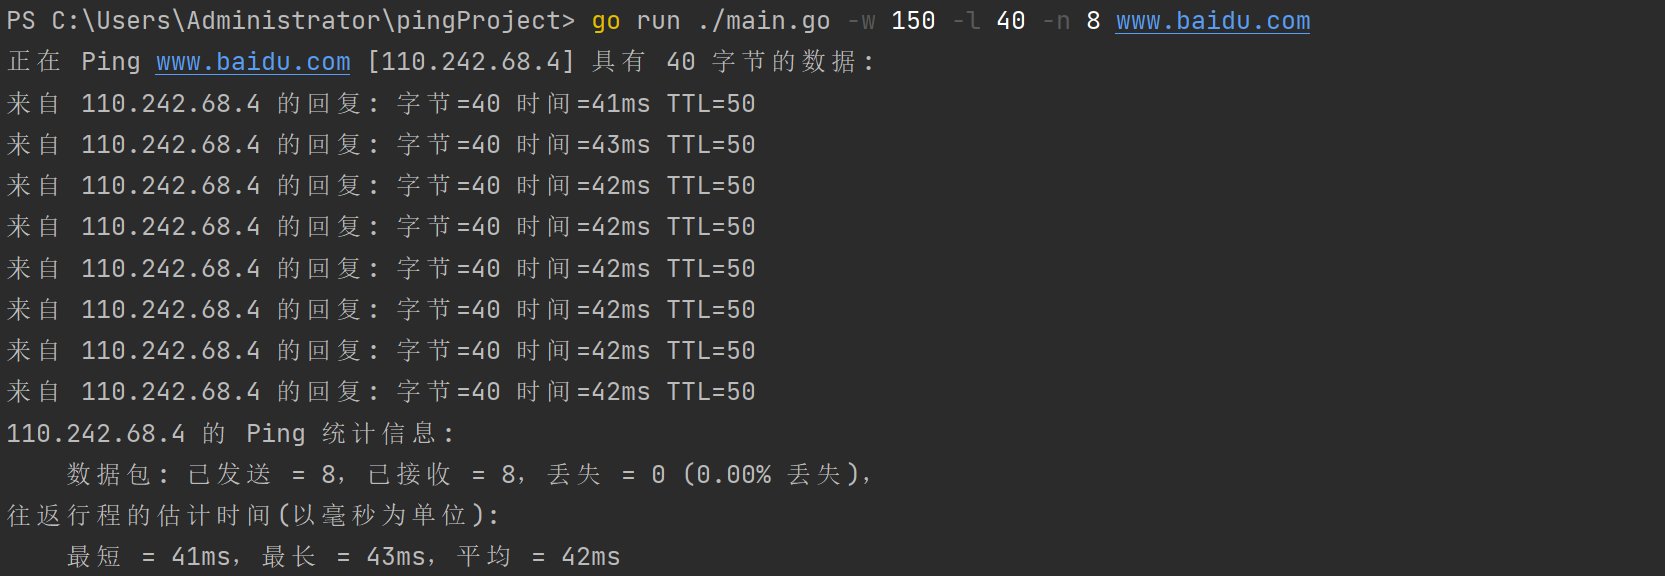 PS C:\Users\Administrator\pingProject> go run ./main.go -w 150 -l 40 -n 8 www.baidu.com
正在 Ping www.baidu.com [110.242.68.4] 具有 40 字节的数据:
来自 110.242.68.4 的回复: 字节=40 时间=41ms TTL=50
来自 110.242.68.4 的回复: 字节=40 时间=43ms TTL=50
来自 110.242.68.4 的回复: 字节=40 时间=42ms TTL=50
来自 110.242.68.4 的回复: 字节=40 时间=42ms TTL=50
来自 110.242.68.4 的回复: 字节=40 时间=42ms TTL=50
来自 110.242.68.4 的回复: 字节=40 时间=42ms TTL=50
来自 110.242.68.4 的回复: 字节=40 时间=42ms TTL=50
来自 110.242.68.4 的回复: 字节=40 时间=42ms TTL=50
110.242.68.4 的 Ping 统计信息:
    数据包: 已发送 = 8，已接收 = 8，丢失 = 0 (0.00% 丢失)，
往返行程的估计时间(以毫秒为单位):
    最短 = 41ms，最长 = 43ms，平均 = 42ms